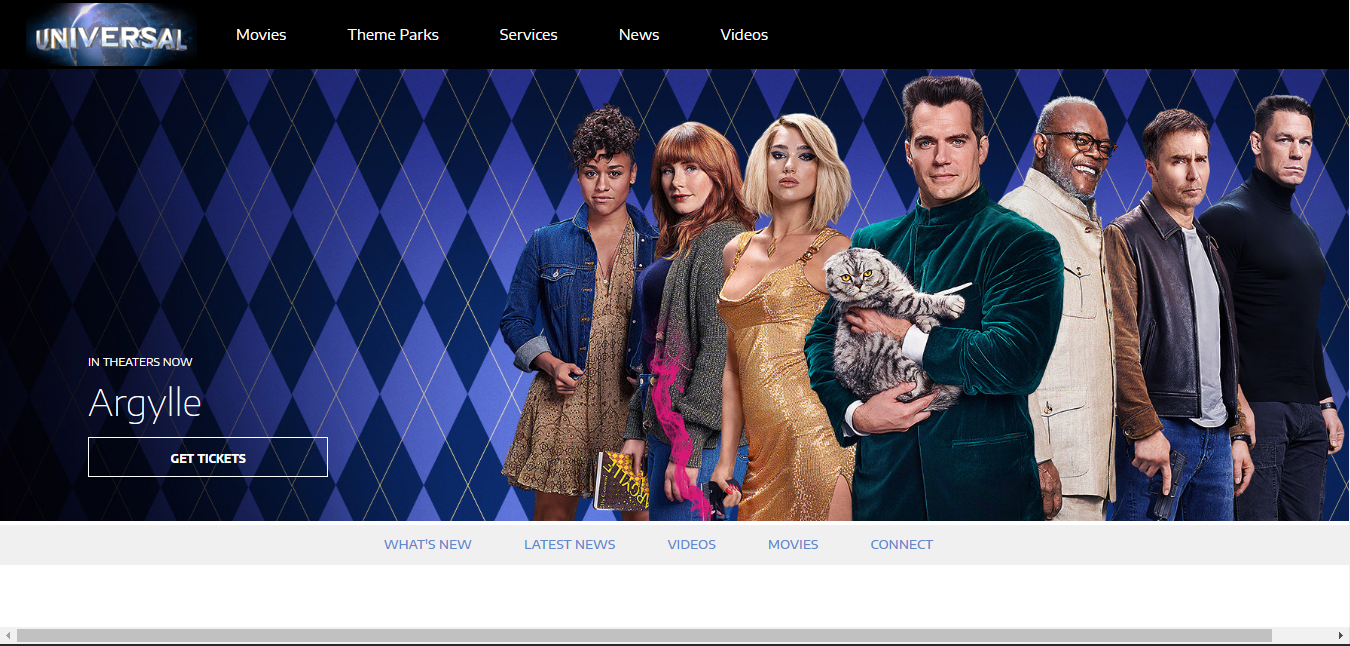 UNIVERSAL
Movies
Theme Parks
Services
News
Videos
IN THEATERS NOW
Argylle
GET TICKETS
ARGYLLE
WHAT'S NEW
LATEST NEWS
VIDEOS
MOVIES
CONNECT